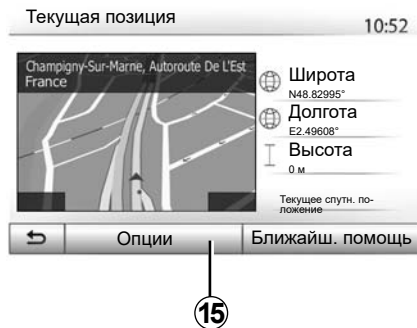 Текущая позиция
10:52
Champigny-Sur-Marne, Autoroute De L'Est
France
Широта
N48.82995°
Долгота
E2.49608°
Высота
0 м
Текущее спутн. по-
ложение
Опции
Ближайш. помощь
15